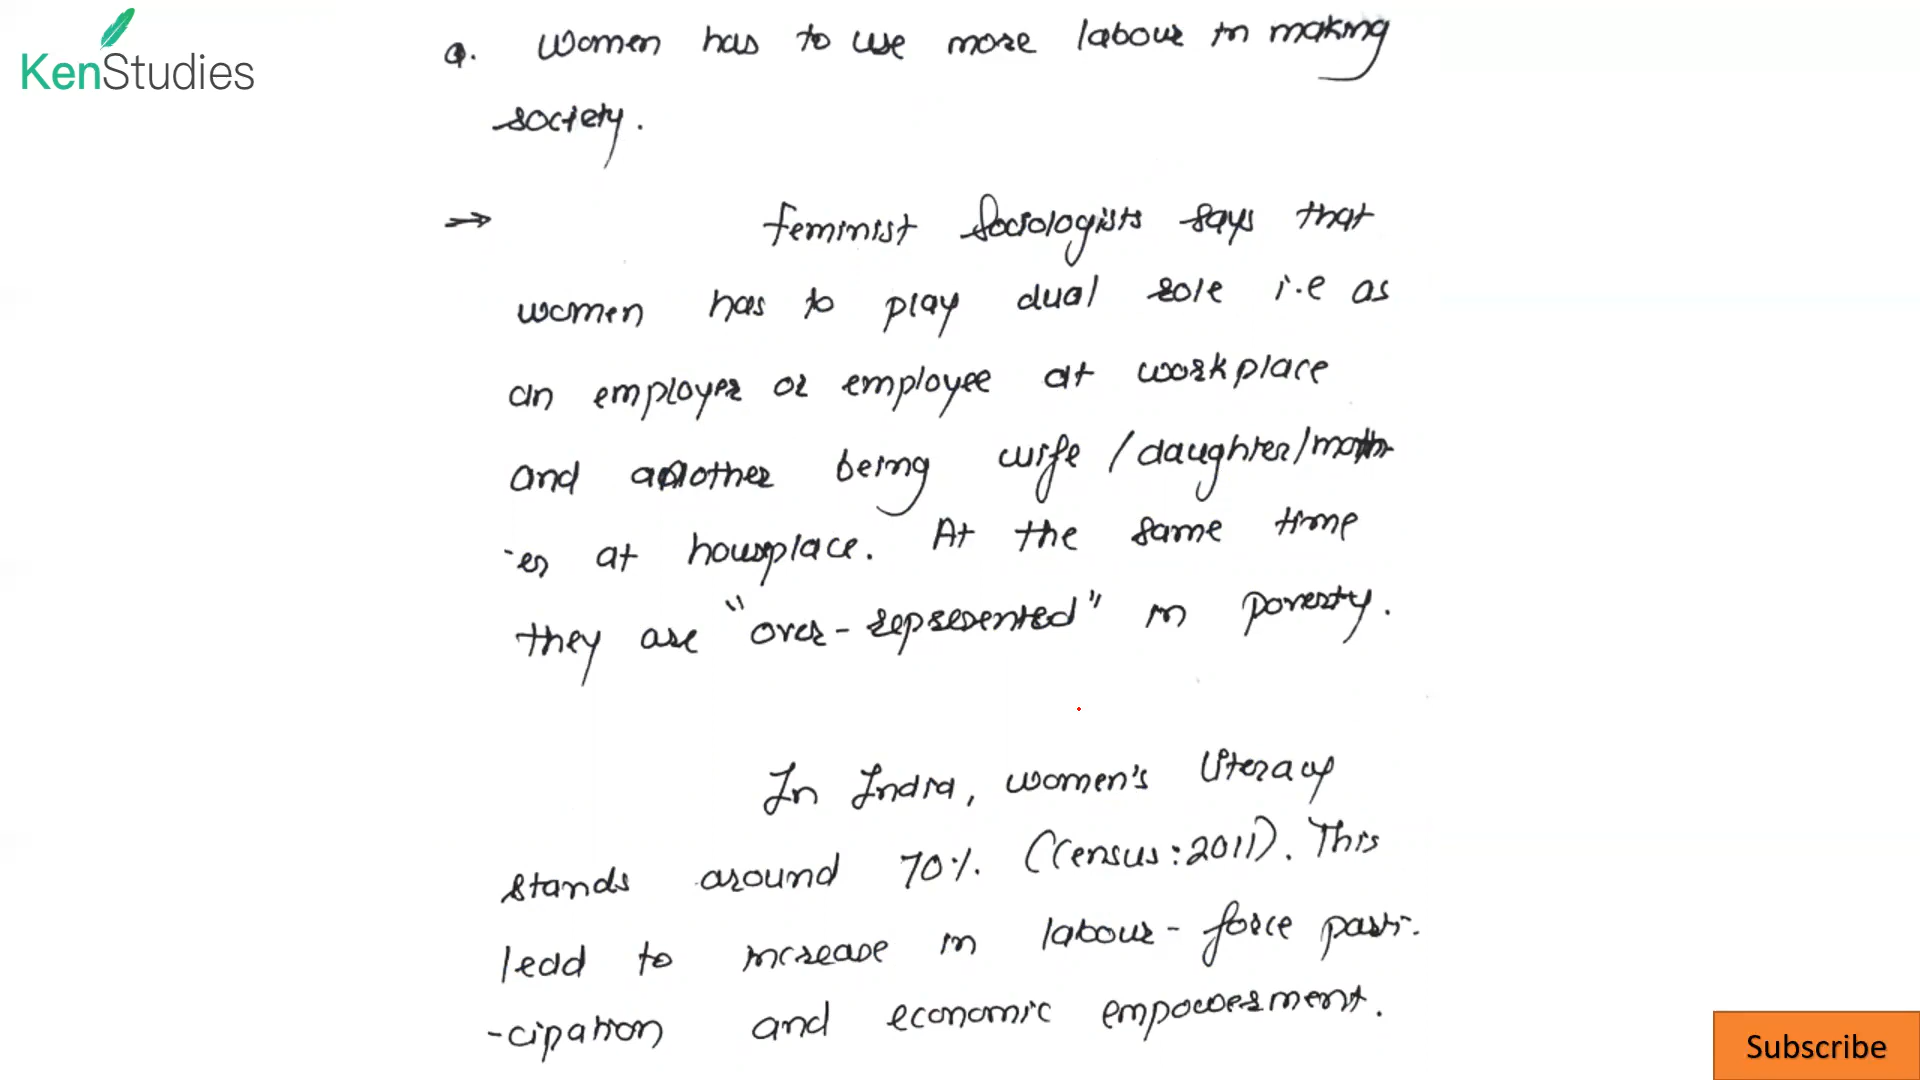 KenStudies
Q. Women has to use more labour in making
society.
→ Feminist Sociologists says that
women has to play dual role i.e as
an employer or employee at workplace
and another being wife /daughter/moth
-er at houseplace. At the same time
they are "over-represented" in poverty.
In India, women's literacy
stands around 70%. (Census:2011). This
lead to increase in labour-force parti-
-cipation and economic empowerment.
Subscribe